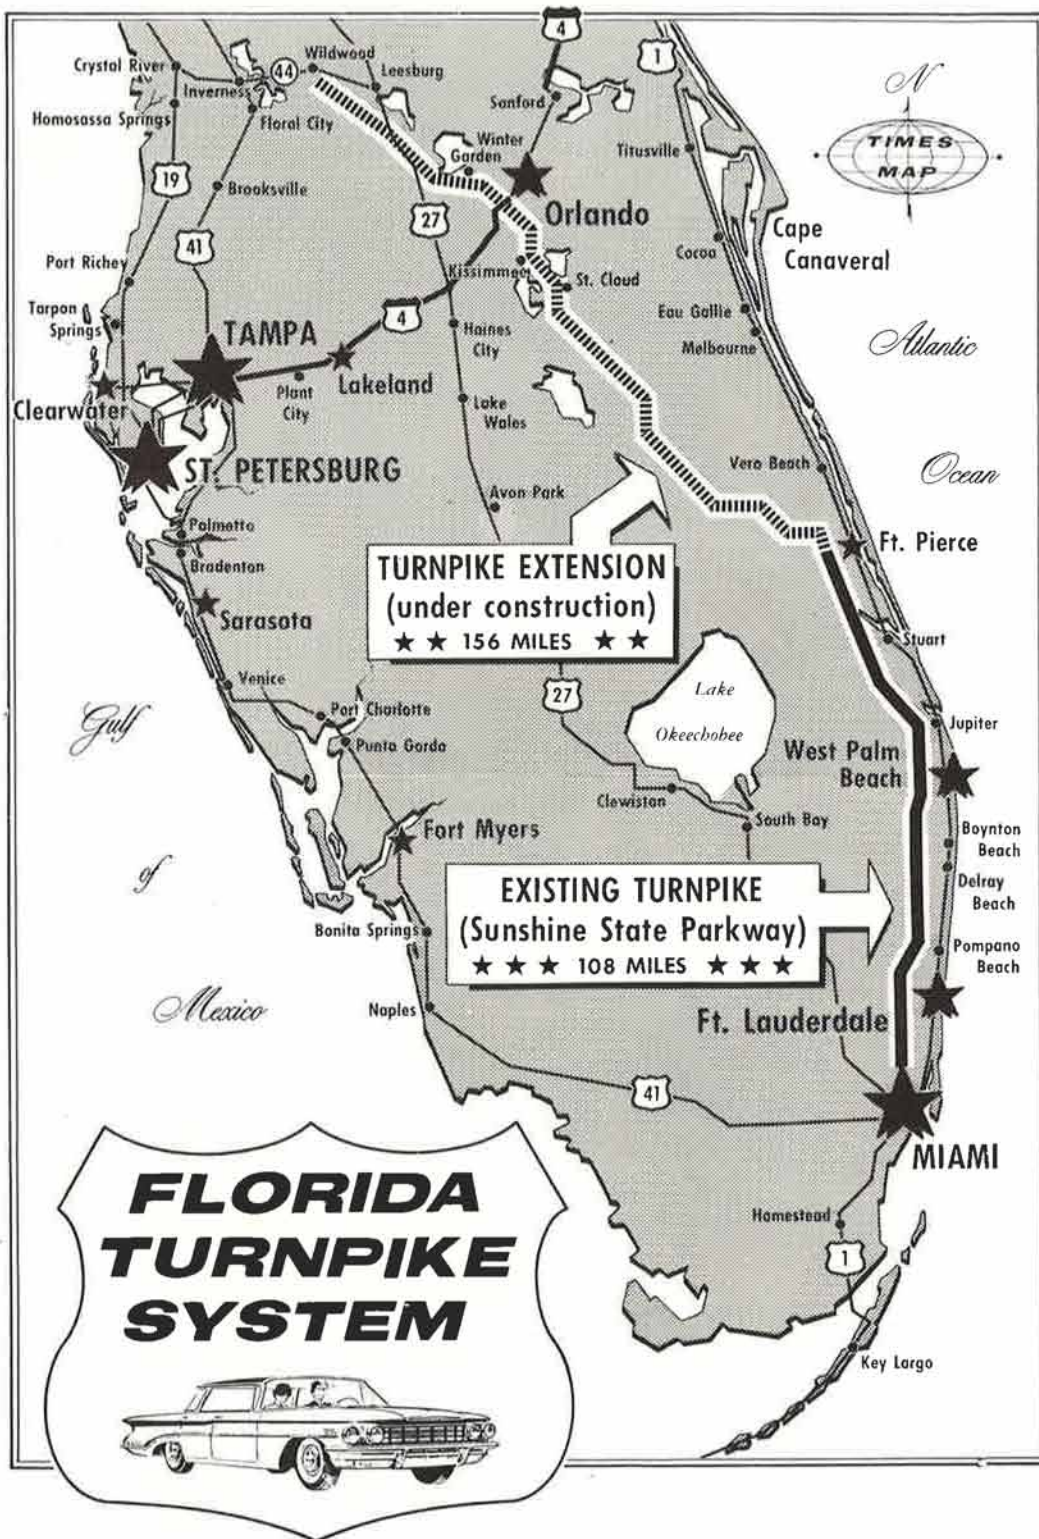 4
1
Crystal River
Wildwood
44
Leesburg
Inverness
Homosassa Springs
Floral City
Sanford
N
TIMES
MAP
Winter
Garden
Titusville
19
Brooksville
27
Orlando
41
Cape
Canaveral
Port Richey
Cocoa
Kissimmee
St. Cloud
Tarpon
Springs
4
Eau Gallie
TAMPA
Haines
City
Melbourne
Atlantic
Lakeland
Plant
City
Clearwater
Lake
Wales
ST. PETERSBURG
Vero Beach
Ocean
Avon Park
Palmetto
Bradenton
Ft. Pierce
TURNPIKE EXTENSION
(under construction)
★ ★ 156 MILES ★ ★
Sarasota
Stuart
Venice
27
Lake
Okeechobee
Gulf
Port Charlotte
Jupiter
Punta Gorda
West Palm
Beach
Clewiston
South Bay
Fort Myers
Boynton
Beach
of
EXISTING TURNPIKE
(Sunshine State Parkway)
★ ★ ★ 108 MILES ★ ★ ★
Delray
Beach
Bonita Springs
Pompano
Beach
Mexico
Naples
Ft. Lauderdale
41
MIAMI
FLORIDA
TURNPIKE
SYSTEM
Homestead
1
Key Largo